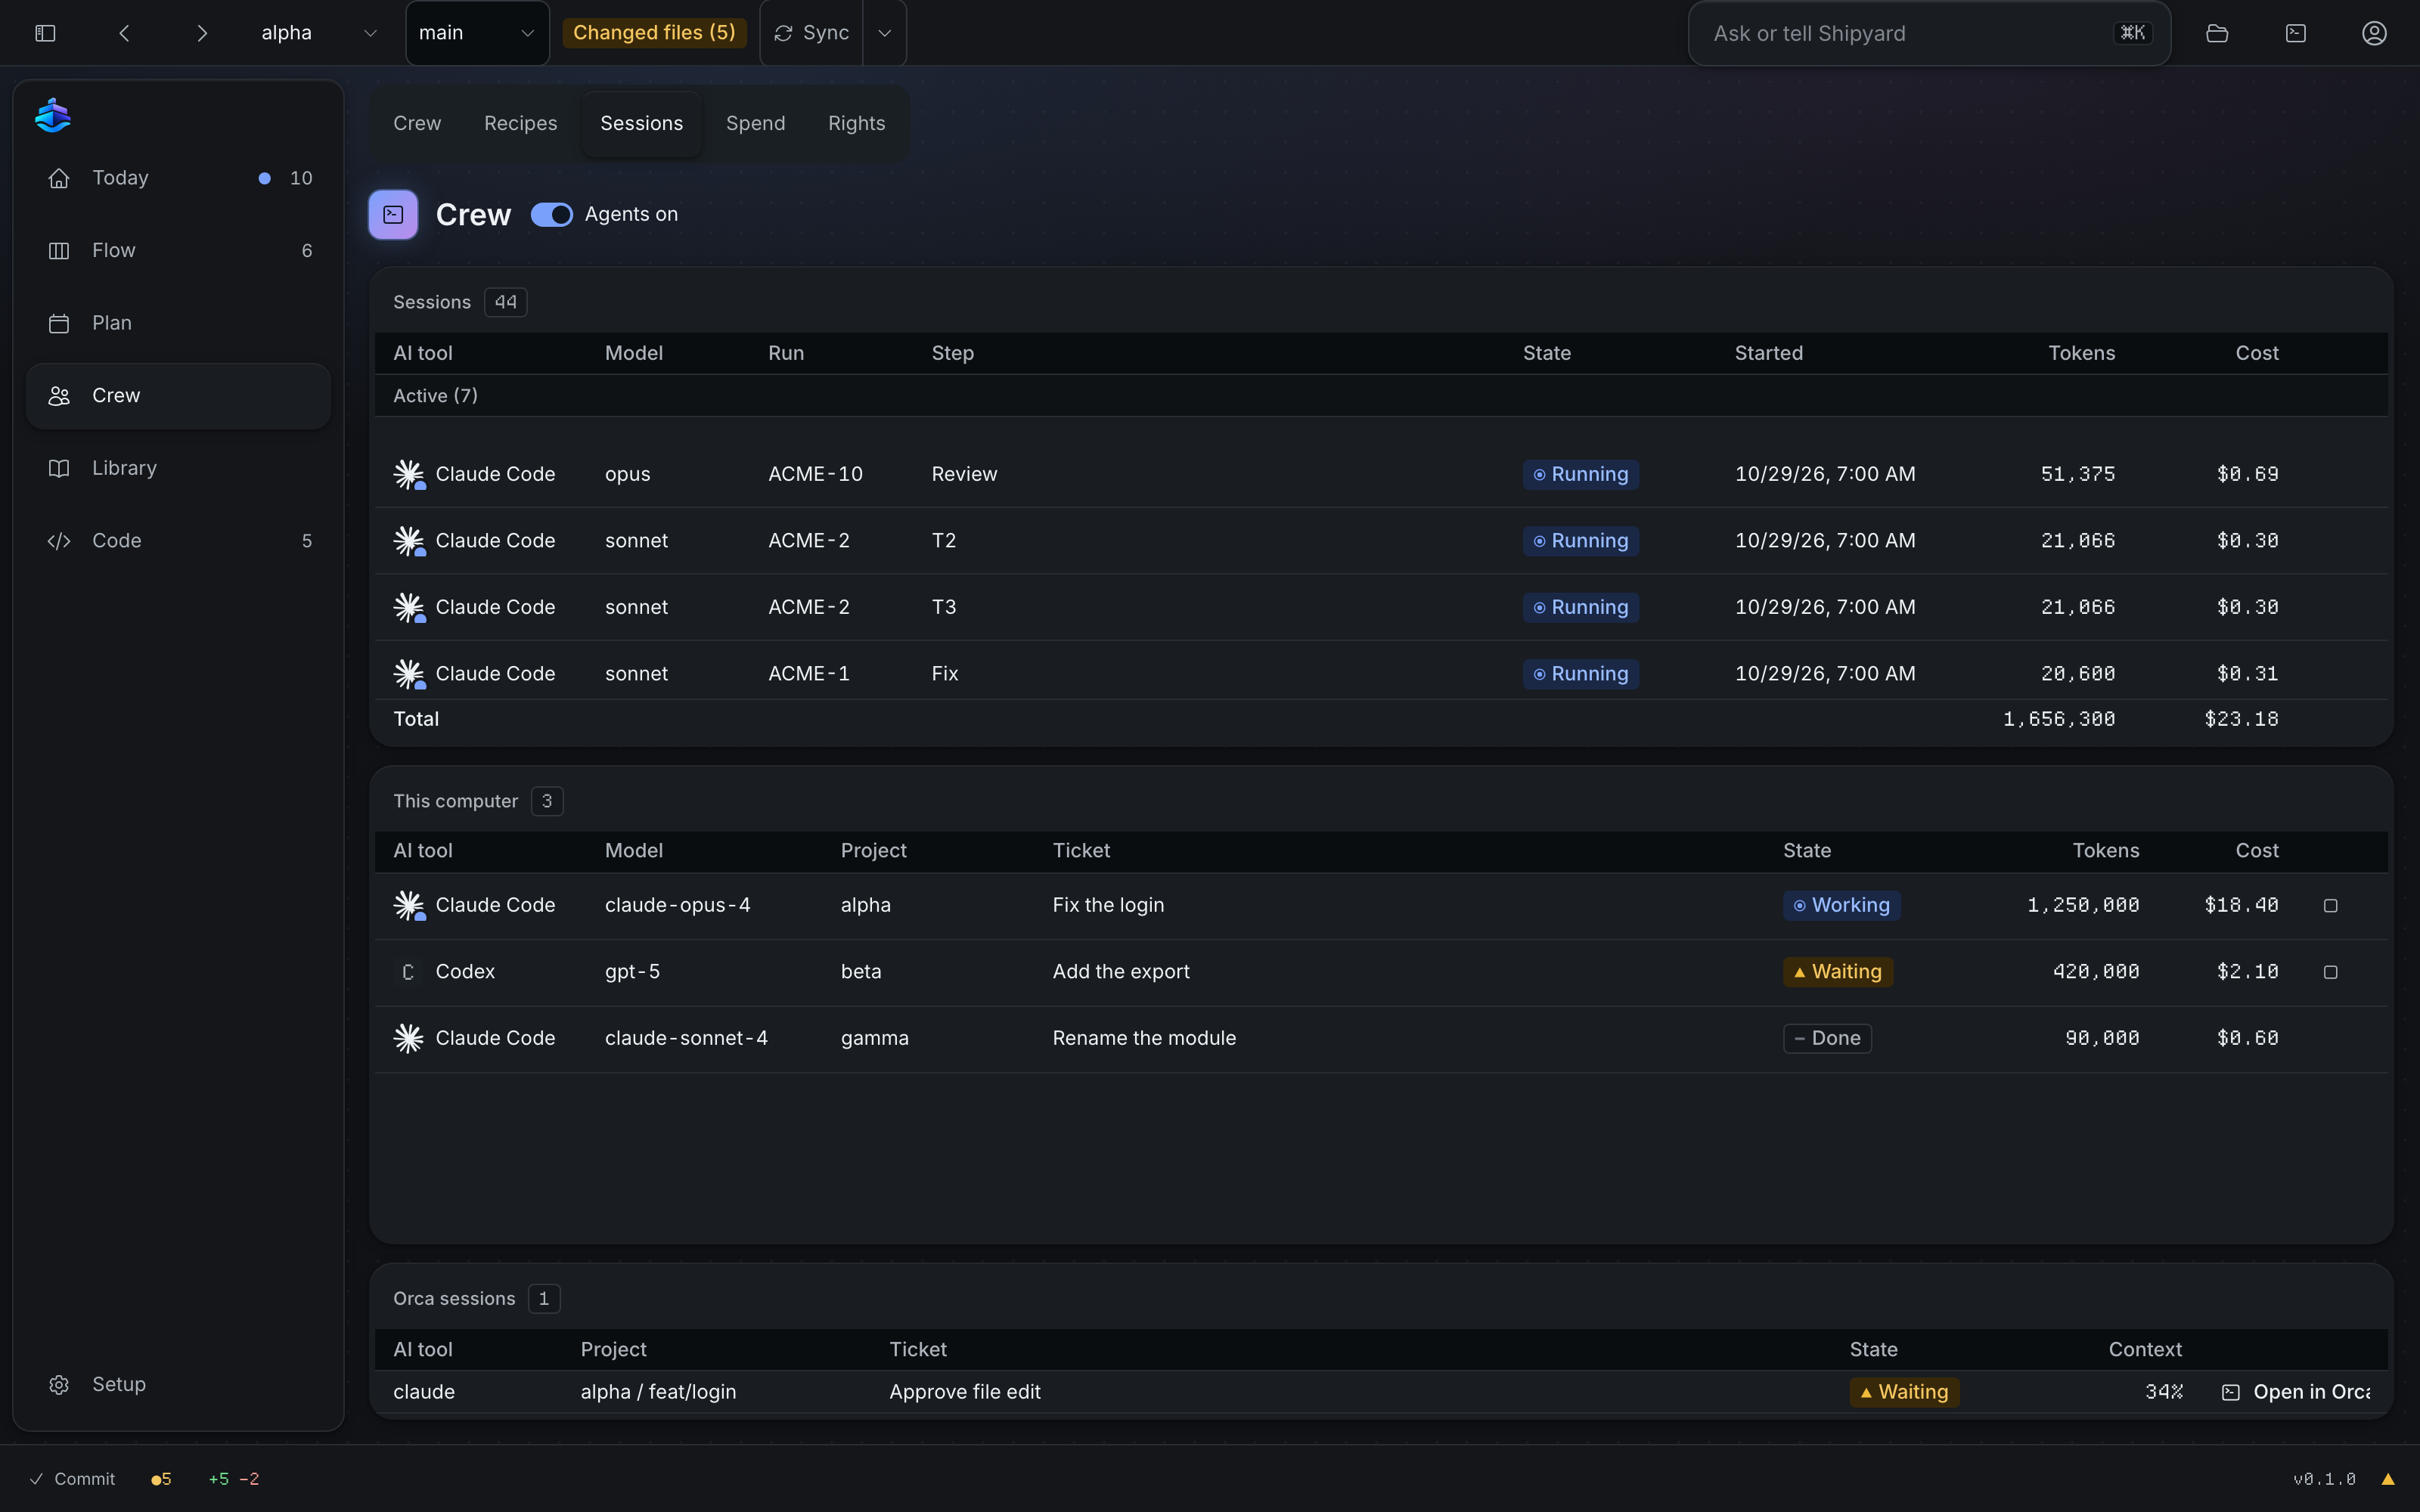 alpha main Changed files (5) Sync Ask or tell Shipyard ⌘K
Crew Recipes Sessions Spend Rights
Today 10
Flow 6
Plan
Crew
Library
Code 5
Setup
Crew Agents on
Sessions 44
AI tool Model Run Step State Started Tokens Cost
Active (7)
Claude Code opus ACME-10 Review Running 10/29/26, 7:00 AM 51,375 $0.69
Claude Code sonnet ACME-2 T2 Running 10/29/26, 7:00 AM 21,066 $0.30
Claude Code sonnet ACME-2 T3 Running 10/29/26, 7:00 AM 21,066 $0.30
Claude Code sonnet ACME-1 Fix Running 10/29/26, 7:00 AM 20,600 $0.31
Total 1,656,300 $23.18
This computer 3
AI tool Model Project Ticket State Tokens Cost
Claude Code claude-opus-4 alpha Fix the login Working 1,250,000 $18.40
C Codex gpt-5 beta Add the export Waiting 420,000 $2.10
Claude Code claude-sonnet-4 gamma Rename the module Done 90,000 $0.60
Orca sessions 1
AI tool Project Ticket State Context
claude alpha / feat/login Approve file edit Waiting 34% Open in Orca
Commit 5 +5 -2 v0.1.0